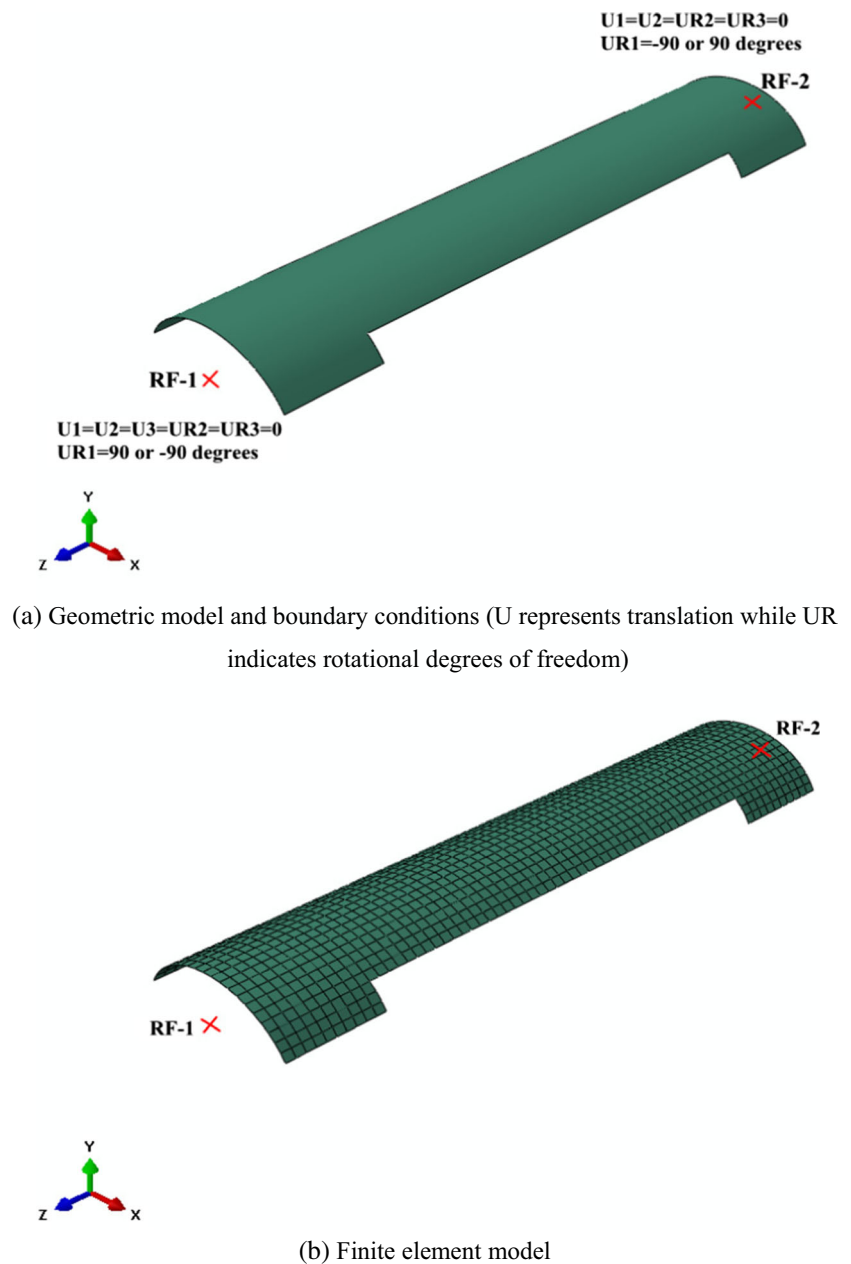 U1=U2=UR2=UR3=0
UR1=-90 or 90 degrees
RF-2
RF-1
U1=U2=U3=UR2=UR3=0
UR1=90 or -90 degrees
Y
Z
X
(a) Geometric model and boundary conditions (U represents translation while UR
indicates rotational degrees of freedom)
RF-2
RF-1
Y
Z
X
(b) Finite element model